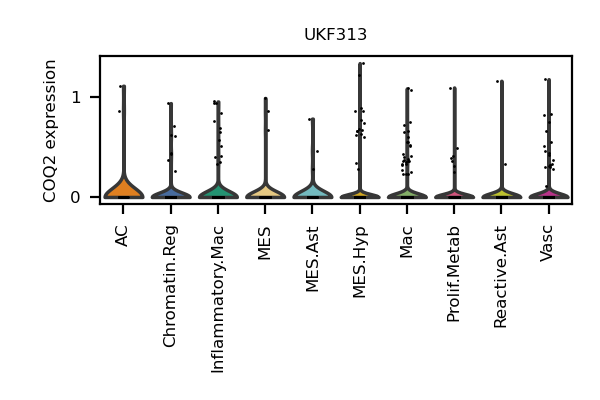 UKF313
COQ2 expression
1
0
AC
Chromatin.Reg
Inflammatory.Mac
MES
MES.Ast
MES.Hyp
Mac
Prolif.Metab
Reactive.Ast
Vasc